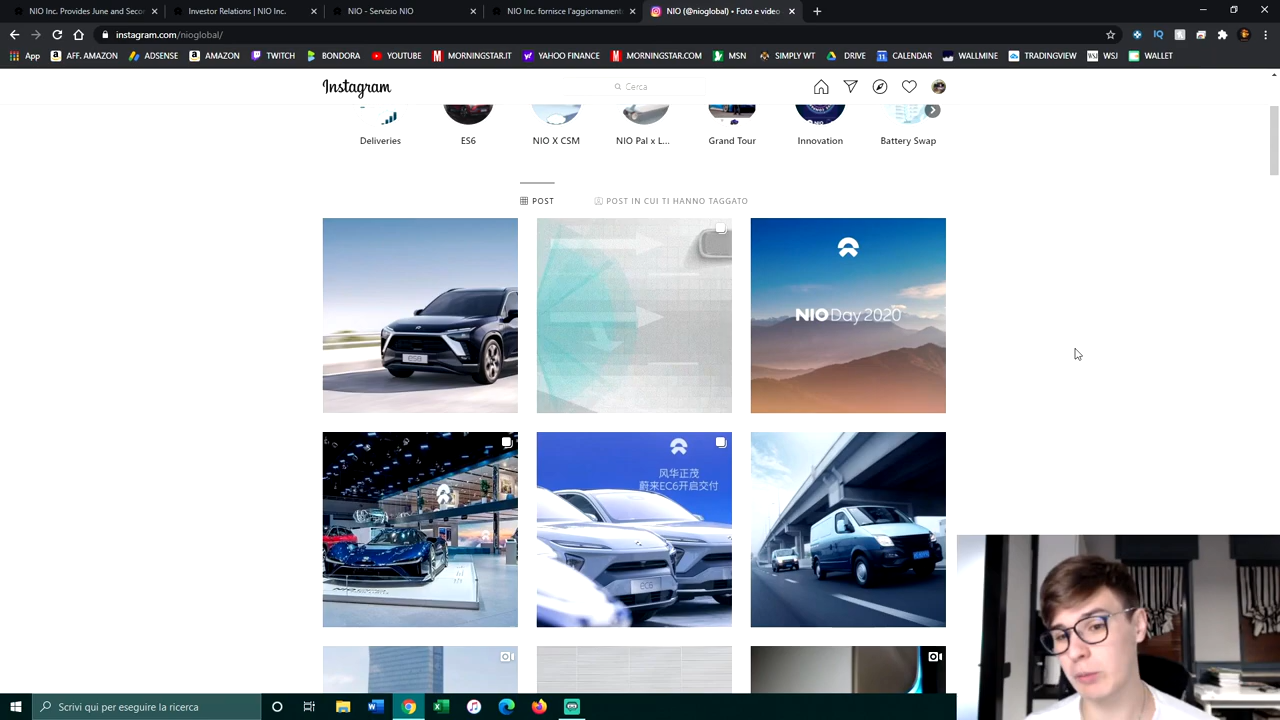 NIO Inc. Provides June and Secon
Investor Relations | NIO Inc.
NIO - Servizio NIO
NIO Inc. fornisce l'aggiornament
NIO (@nioglobal) • Foto e video
instagram.com/nioglobal/
App
AFF. AMAZON
ADSENSE
AMAZON
TWITCH
BONDORA
YOUTUBE
MORNINGSTAR.IT
YAHOO FINANCE
MORNINGSTAR.COM
MSN
SIMPLY WT
DRIVE
CALENDAR
WALLMINE
TRADINGVIEW
WSJ
WALLET
Instagram
Cerca
Deliveries
ES6
NIO X CSM
NIO Pal x L...
Grand Tour
Innovation
Battery Swap
POST
POST IN CUI TI HANNO TAGGATO
es8
NIO Day 2020
风华正茂
蔚来EC6开启交付
ec6
Scrivi qui per eseguire la ricerca